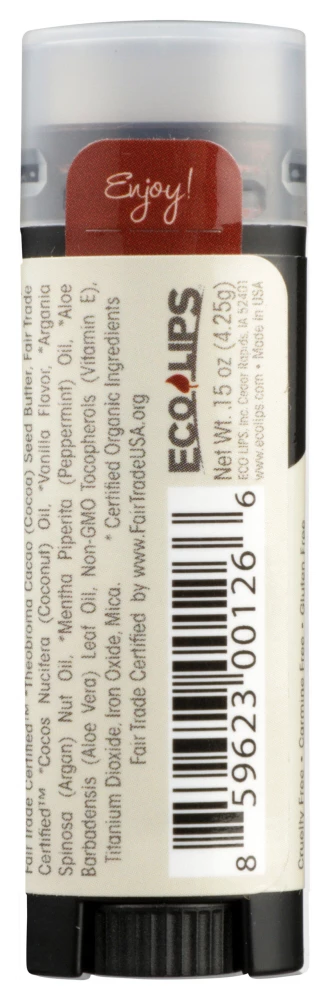 Enjoy!
Fair Trade Certified™ *Theobroma Cacao (Cocoa) Seed Butter, Fair Trade
Certified™ *Cocos Nucifera (Coconut) Oil, *Vanilla Flavor, *Argania
Spinosa (Argan) Nut Oil, *Mentha Piperita (Peppermint) Oil, *Aloe
Barbadensis (Aloe Vera) Leaf Oil, Non-GMO Tocopherols (Vitamin E),
Titanium Dioxide, Iron Oxide, Mica. * Certified Organic Ingredients
Fair Trade Certified by www.FairTradeUSA.org
ECO LIPS
Net Wt. .15 oz (4.25g)
ECO LIPS, Inc. Cedar Rapids, IA 52401
www.ecolips.com • Made in USA
8 59623 00126 6
Cruelty Free • Carmine Free • Gluten Free